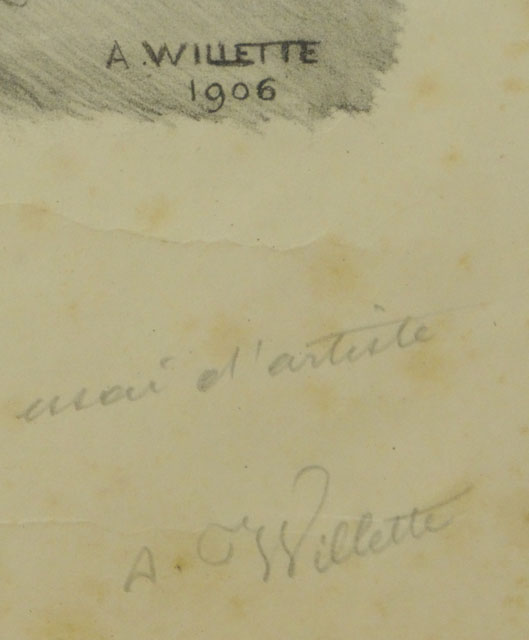 A. WILLETTE
1906
essai d'artiste
A. Willette